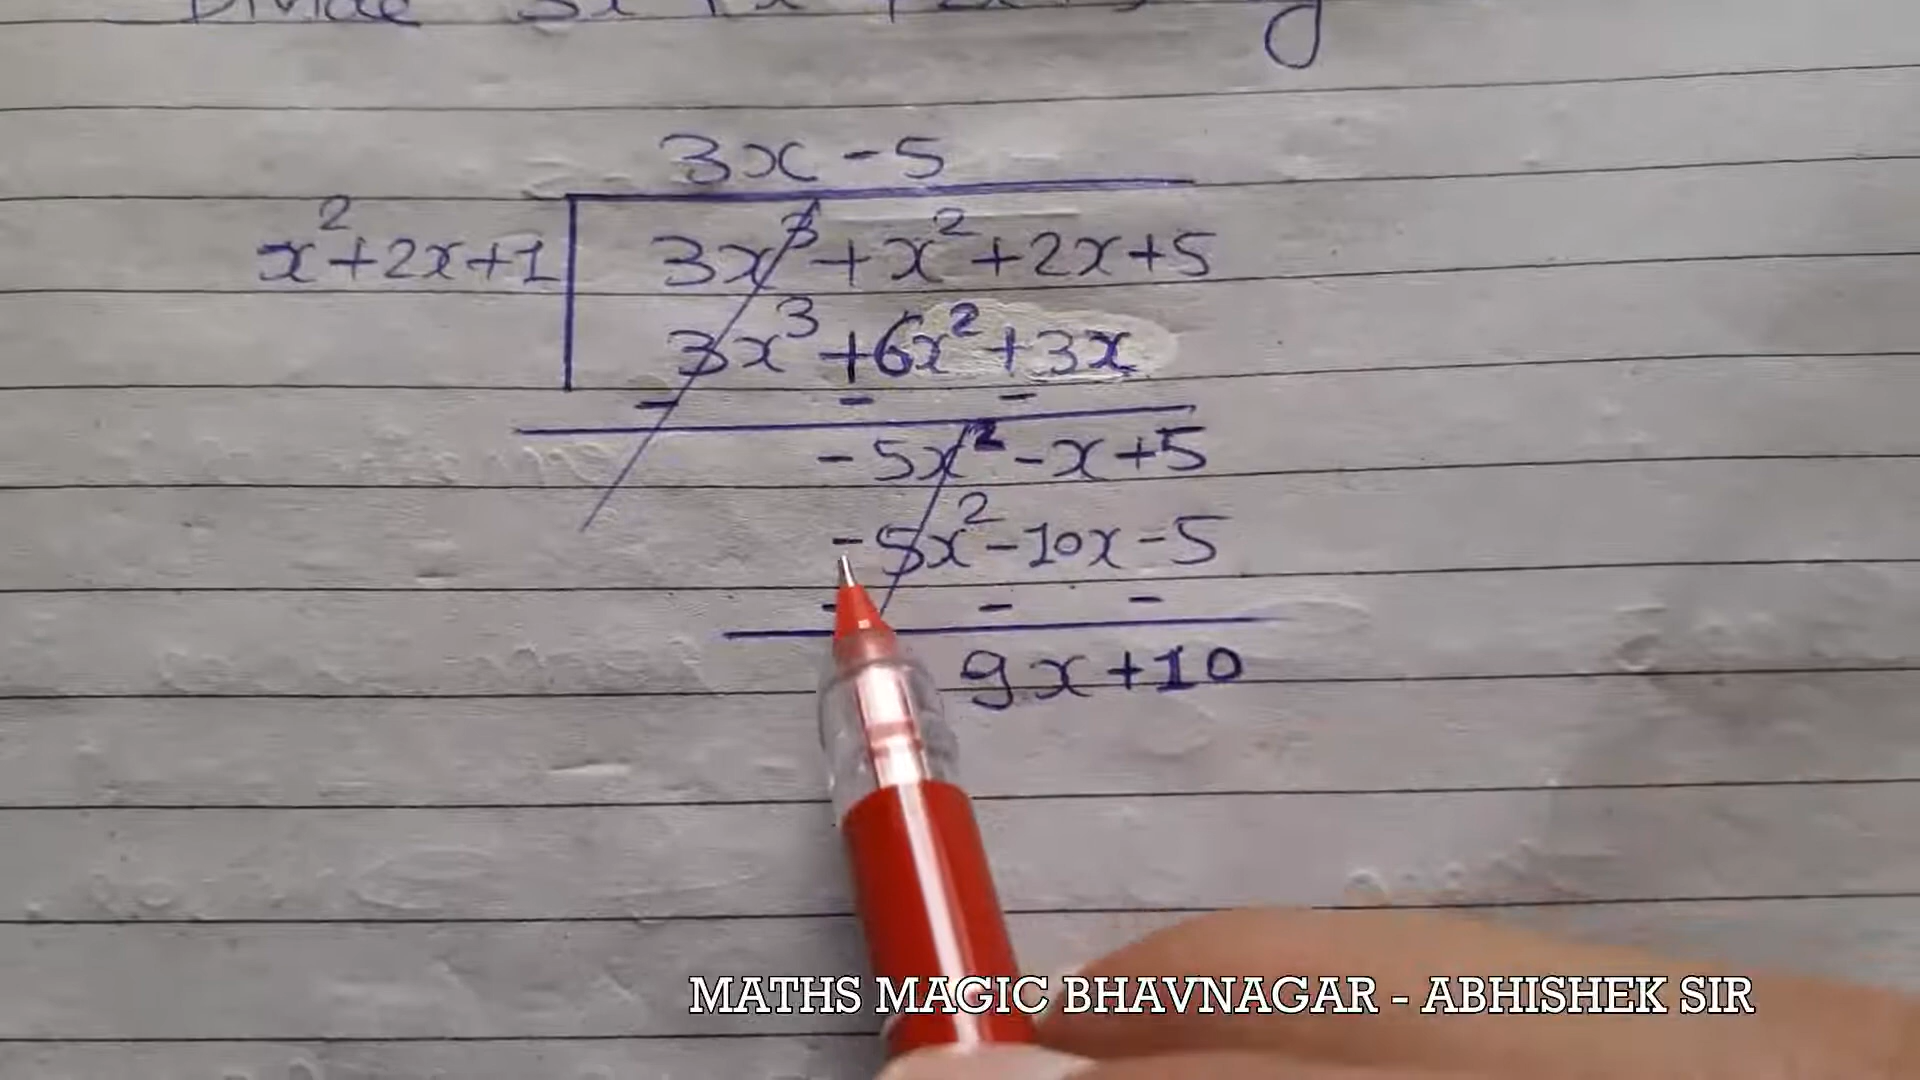 Divide
3x - 5
x²+2x+1 3x³+x²+2x+5
3x³+6x²+3x
- - -
-5x²-x+5
-5x²-10x-5
- - -
9x+10
MATHS MAGIC BHAVNAGAR - ABHISHEK SIR